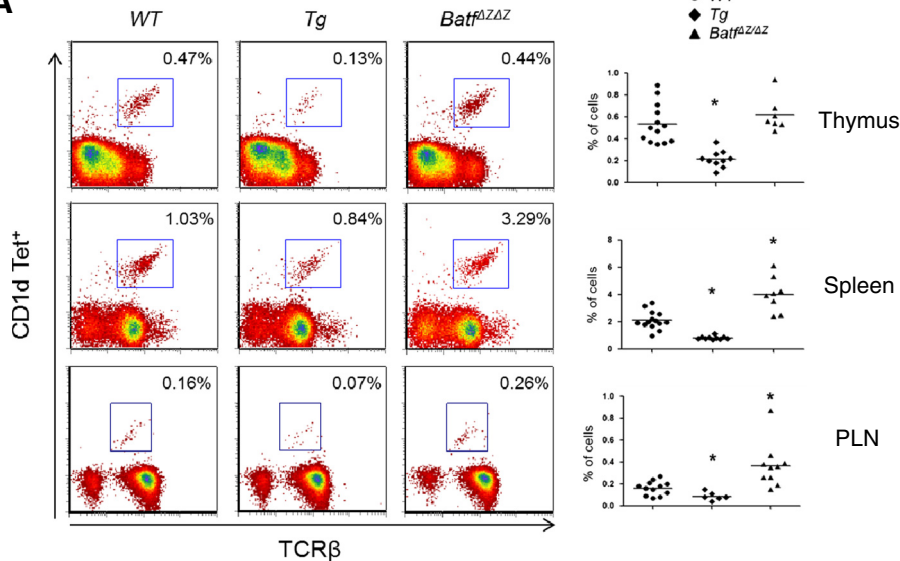 A
WT Tg Batf^ΔZΔZ
Tg
Batf^ΔZ/ΔZ
0.47% 0.13% 0.44%
1.0
0.8
0.6
0.4
0.2
0.0
% of cells
*
Thymus
1.03% 0.84% 3.29%
8
6
4
2
0
% of cells
* *
Spleen
0.16% 0.07% 0.26%
1.0
0.8
0.6
0.4
0.2
0.0
% of cells
* *
PLN
CD1d Tet⁺
TCRβ